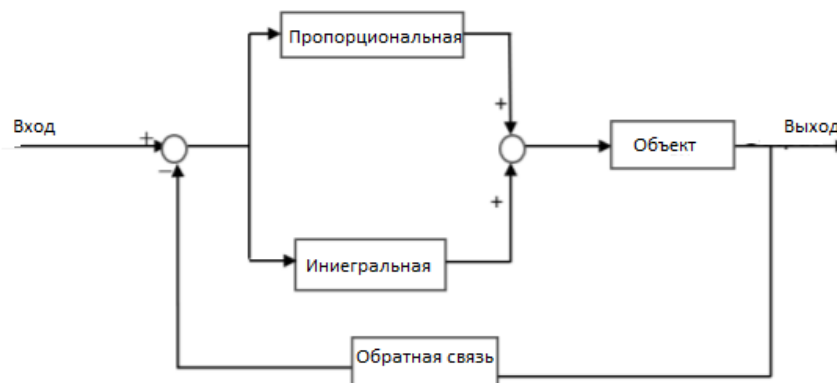 Пропорциональная
+
Вход
+
Объект
Выход
−
+
Иниегральная
Обратная связь